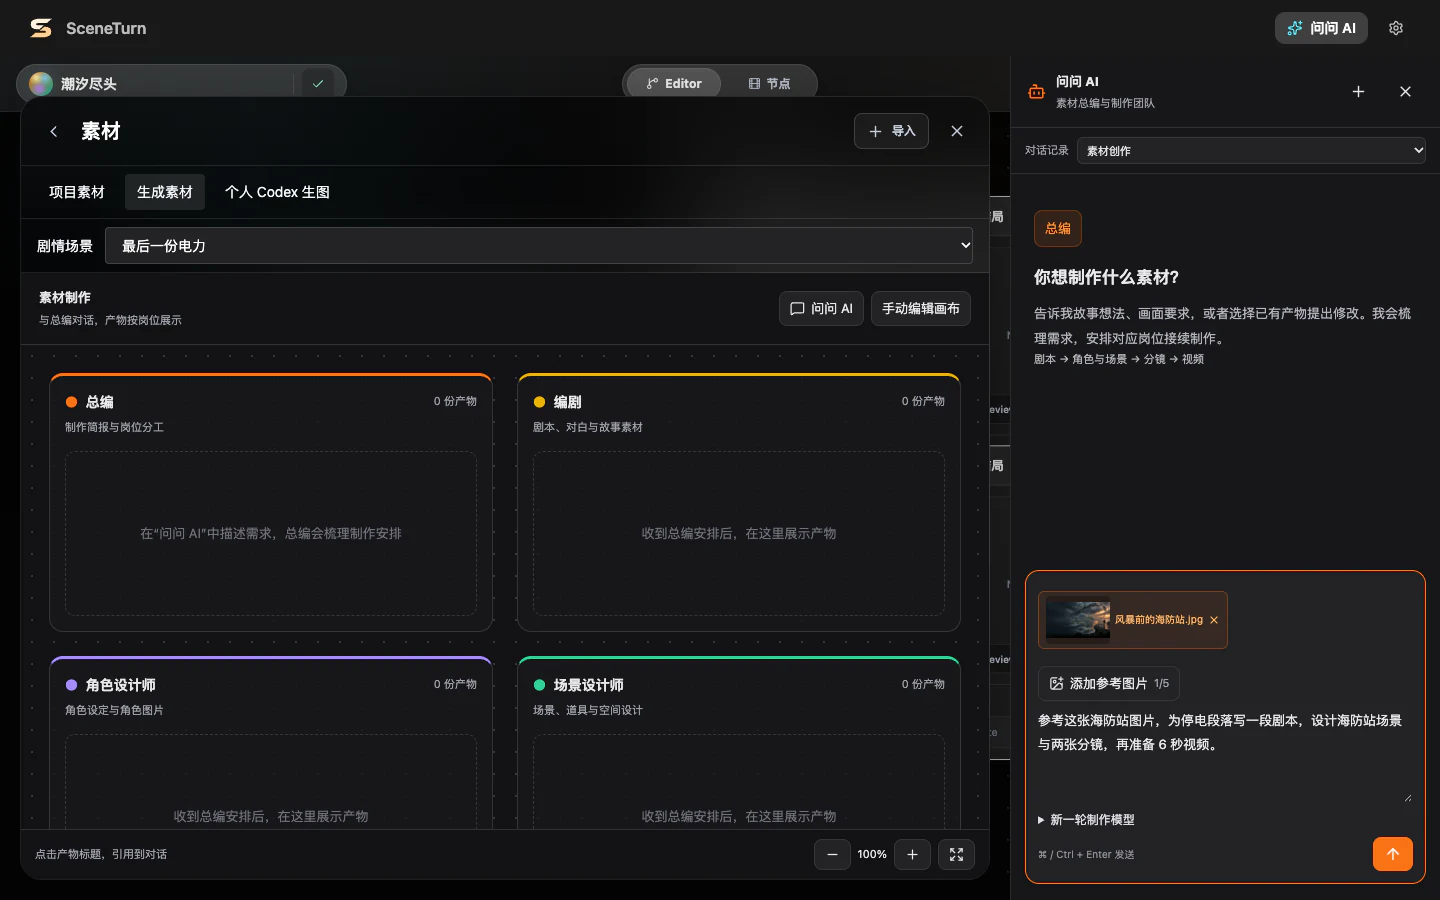 SceneTurn
问问 AI
潮汐尽头
Editor
节点
素材
导入
项目素材
生成素材
个人 Codex 生图
剧情场景
最后一份电力
素材制作
与总编对话，产物按岗位展示
问问 AI
手动编辑画布
总编
0 份产物
制作简报与岗位分工
在“问问 AI”中描述需求，总编会梳理制作安排
编剧
0 份产物
剧本、对白与故事素材
收到总编安排后，在这里展示产物
角色设计师
0 份产物
角色设定与角色图片
收到总编安排后，在这里展示产物
场景设计师
0 份产物
场景、道具与空间设计
收到总编安排后，在这里展示产物
点击产物标题，引用到对话
100%
局
局
问问 AI
素材总编与制作团队
对话记录
素材创作
总编
你想制作什么素材?
告诉我故事想法、画面要求，或者选择已有产物提出修改。我会梳
理需求，安排对应岗位接续制作。
剧本 → 角色与场景 → 分镜 → 视频
风暴前的海防站.jpg
添加参考图片 1/5
参考这张海防站图片，为停电段落写一段剧本，设计海防站场景
与两张分镜，再准备 6 秒视频。
新一轮制作模型
⌘ / Ctrl + Enter 发送